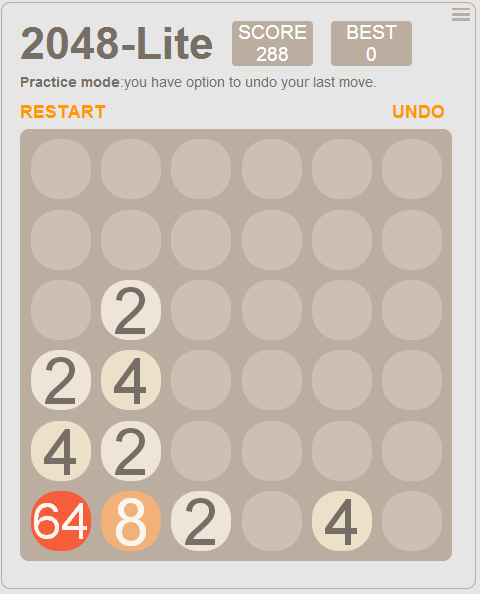 2048-Lite
SCORE
288
BEST
0
Practice mode:you have option to undo your last move.
RESTART UNDO
2
2 4
4 2
64 8 2 4